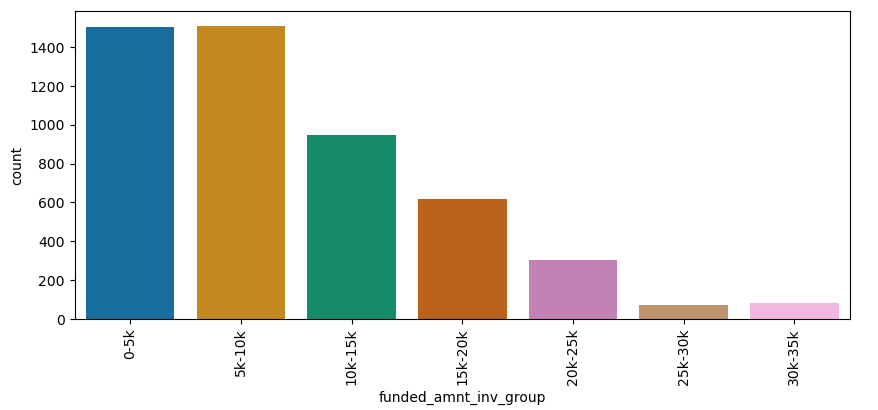 1400
1200
1000
800
600
400
200
0
count
0-5k
5k-10k
10k-15k
15k-20k
20k-25k
25k-30k
30k-35k
funded_amnt_inv_group